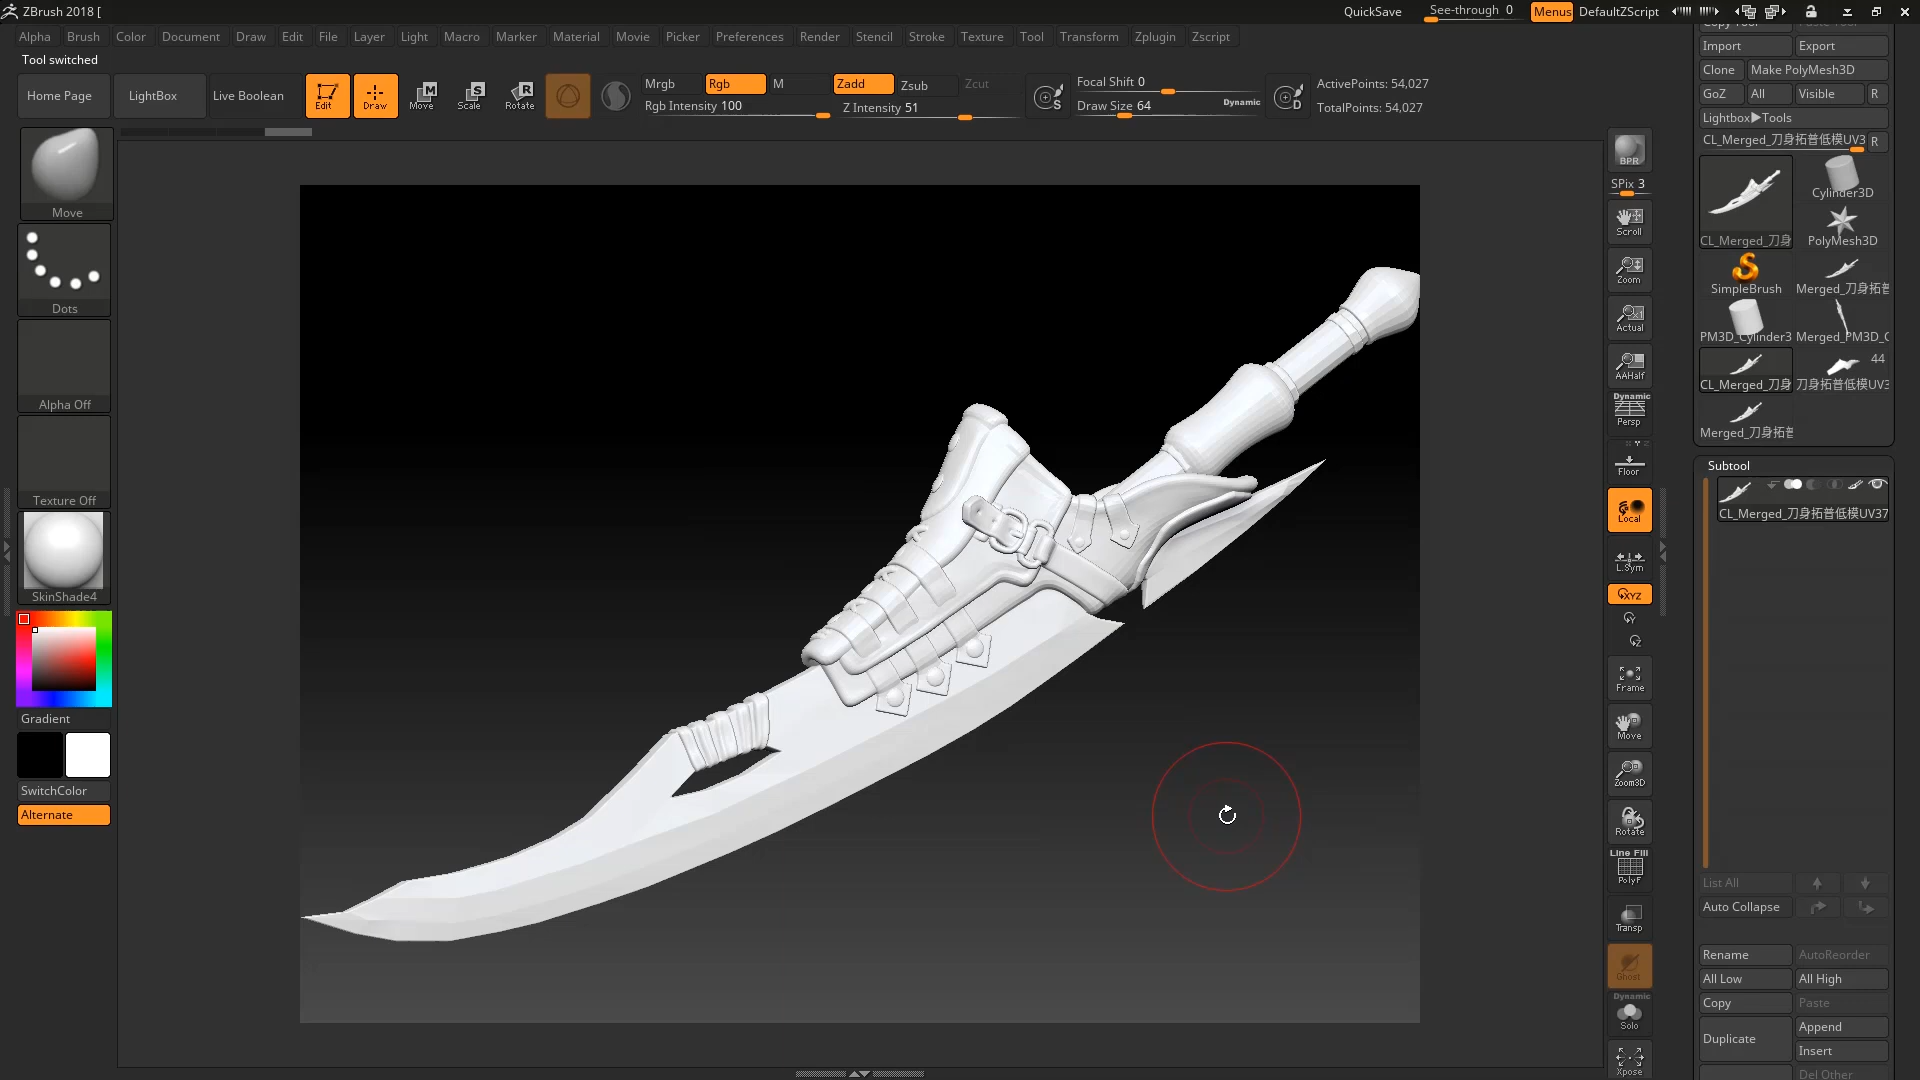 ZBrush 2018 [
QuickSave
See-through 0
Menus
DefaultZScript
Alpha
Brush
Color
Document
Draw
Edit
File
Layer
Light
Macro
Marker
Material
Movie
Picker
Preferences
Render
Stencil
Stroke
Texture
Tool
Transform
Zplugin
Zscript
Tool switched
Home Page
LightBox
Live Boolean
Edit
Draw
Move
Scale
Rotate
Mrgb
Rgb
M
Rgb Intensity 100
Zadd
Zsub
Zcut
Z Intensity 51
Focal Shift 0
Draw Size 64
Dynamic
ActivePoints: 54,027
TotalPoints: 54,027
Move
Dots
Alpha Off
Texture Off
SkinShade4
Gradient
SwitchColor
Alternate
BPR
SPix 3
Scroll
Zoom
Actual
AAHalf
Dynamic
Persp
Floor
Local
L.Sym
XYZ
Frame
Move
Zoom3D
Rotate
Line Fill
PolyF
Transp
Ghost
Dynamic
Solo
Xpose
Import
Export
Clone
Make PolyMesh3D
GoZ
All
Visible
R
Lightbox▶Tools
CL_Merged_刀身拓普低模UV3
R
CL_Merged_刀身
Cylinder3D
PolyMesh3D
SimpleBrush
Merged_刀身拓普
PM3D_Cylinder3
Merged_PM3D_C
44
CL_Merged_刀身
刀身拓普低模UV3
Merged_刀身拓普
Subtool
CL_Merged_刀身拓普低模UV37
List All
Auto Collapse
Rename
AutoReorder
All Low
All High
Copy
Paste
Duplicate
Append
Insert
Del Other